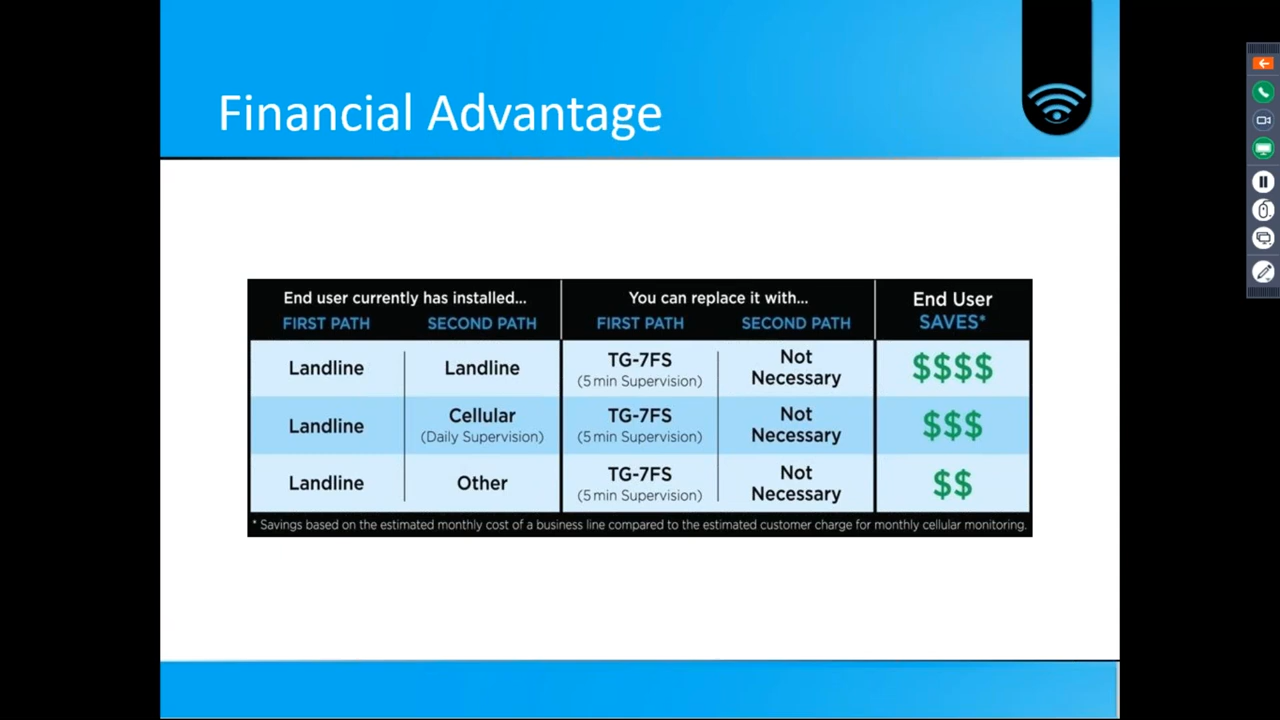 Financial Advantage
End user currently has installed... You can replace it with... End User
FIRST PATH SECOND PATH FIRST PATH SECOND PATH SAVES*
Landline Landline TG-7FS Not $$$$
(5 min Supervision) Necessary
Landline Cellular TG-7FS Not $$$
(Daily Supervision) (5 min Supervision) Necessary
Landline Other TG-7FS Not $$
(5 min Supervision) Necessary
* Savings based on the estimated monthly cost of a business line compared to the estimated customer charge for monthly cellular monitoring.